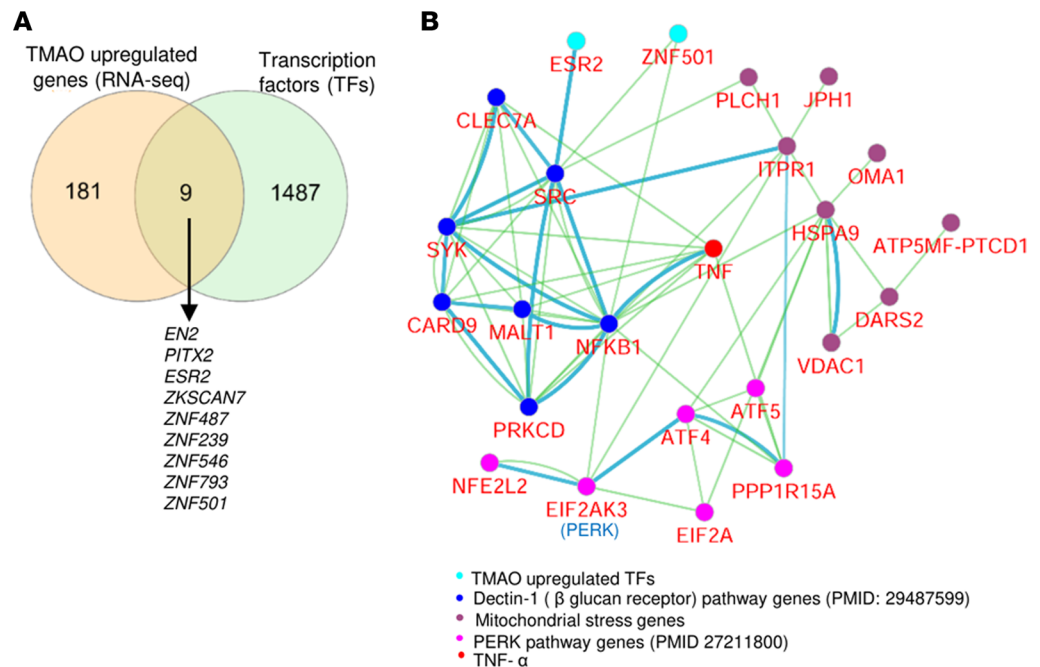 A
TMAO upregulated
genes (RNA-seq)
Transcription
factors (TFs)
181
9
1487
EN2
PITX2
ESR2
ZKSCAN7
ZNF487
ZNF239
ZNF546
ZNF793
ZNF501
B
ESR2
ZNF501
CLEC7A
PLCH1
JPH1
ITPR1
OMA1
SRC
HSPA9
SYK
ATP5MF-PTCD1
TNF
CARD9
MALT1
NFKB1
DARS2
VDAC1
PRKCD
ATF5
ATF4
NFE2L2
PPP1R15A
EIF2AK3
(PERK)
EIF2A
TMAO upregulated TFs
Dectin-1 ( β glucan receptor) pathway genes (PMID: 29487599)
Mitochondrial stress genes
PERK pathway genes (PMID 27211800)
TNF- α